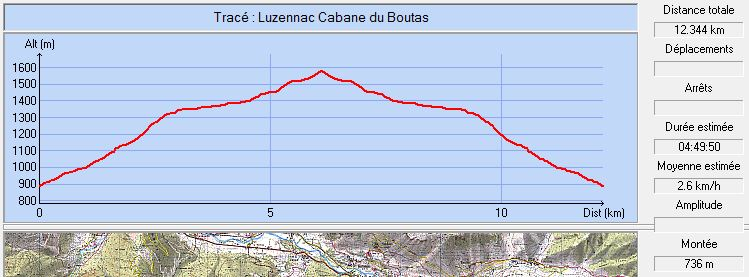 Tracé : Luzennac Cabane du Boutas
Alt (m)
1600
1500
1400
1300
1200
1100
1000
900
800
0
5
10
Dist (km)
Distance totale
12.344 km
Déplacements
Arrêts
Durée estimée
04:49:50
Moyenne estimée
2.6 km/h
Amplitude
Montée
736 m